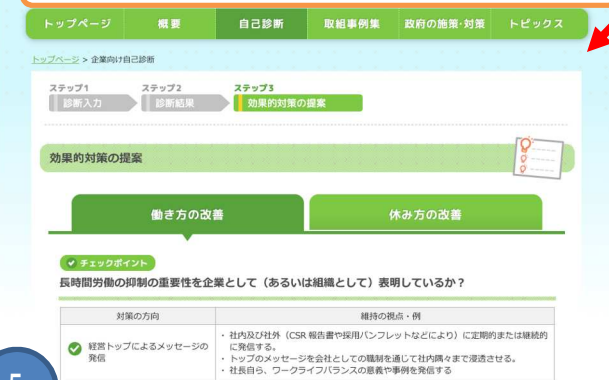 トップページ 概要 自己診断 取組事例集 政府の施策・対策 トピックス
トップページ > 企業向け自己診断
ステップ1 ステップ2 ステップ3
診断入力 診断結果 効果的対策の提案
効果的対策の提案
働き方の改善 休み方の改善
チェックポイント
長時間労働の抑制の重要性を企業として（あるいは組織として）表明しているか？
対策の方向 維持の視点・例
経営トップによるメッセージの発信
・ 社内及び社外（CSR 報告書や採用パンフレットなどにより）に定期的または継続的に発信する。
・ トップのメッセージを会社としての職制を通じて社内隅々まで浸透させる。
・ 社長自ら、ワークライフバランスの意義や事例を発信する
5